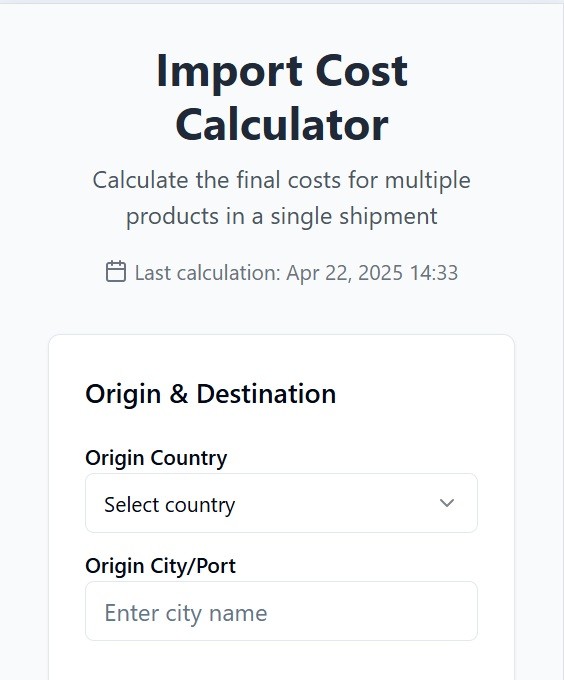 Import Cost
Calculator
Calculate the final costs for multiple
products in a single shipment
Last calculation: Apr 22, 2025 14:33
Origin & Destination
Origin Country
Select country
Origin City/Port
Enter city name